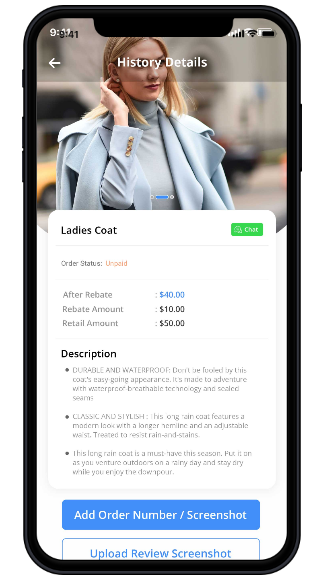 9:41
History Details
Ladies Coat
Chat
Order Status: Unpaid
After Rebate : $40.00
Rebate Amount : $10.00
Retail Amount : $50.00
Description
DURABLE AND WATERPROOF: Don't be fooled by this
coat's easy-going appearance. It's made to adventure
with waterproof-breathable technology and sealed
seams
CLASSIC AND STYLISH : This long rain coat features a
modern look with a longer hemline and an adjustable
waist. Treated to resist rain-and-stains.
This long rain coat is a must-have this season. Put it on
as you venture outdoors on a rainy day and stay dry
while you enjoy the downpour.
Add Order Number / Screenshot
Upload Review Screenshot